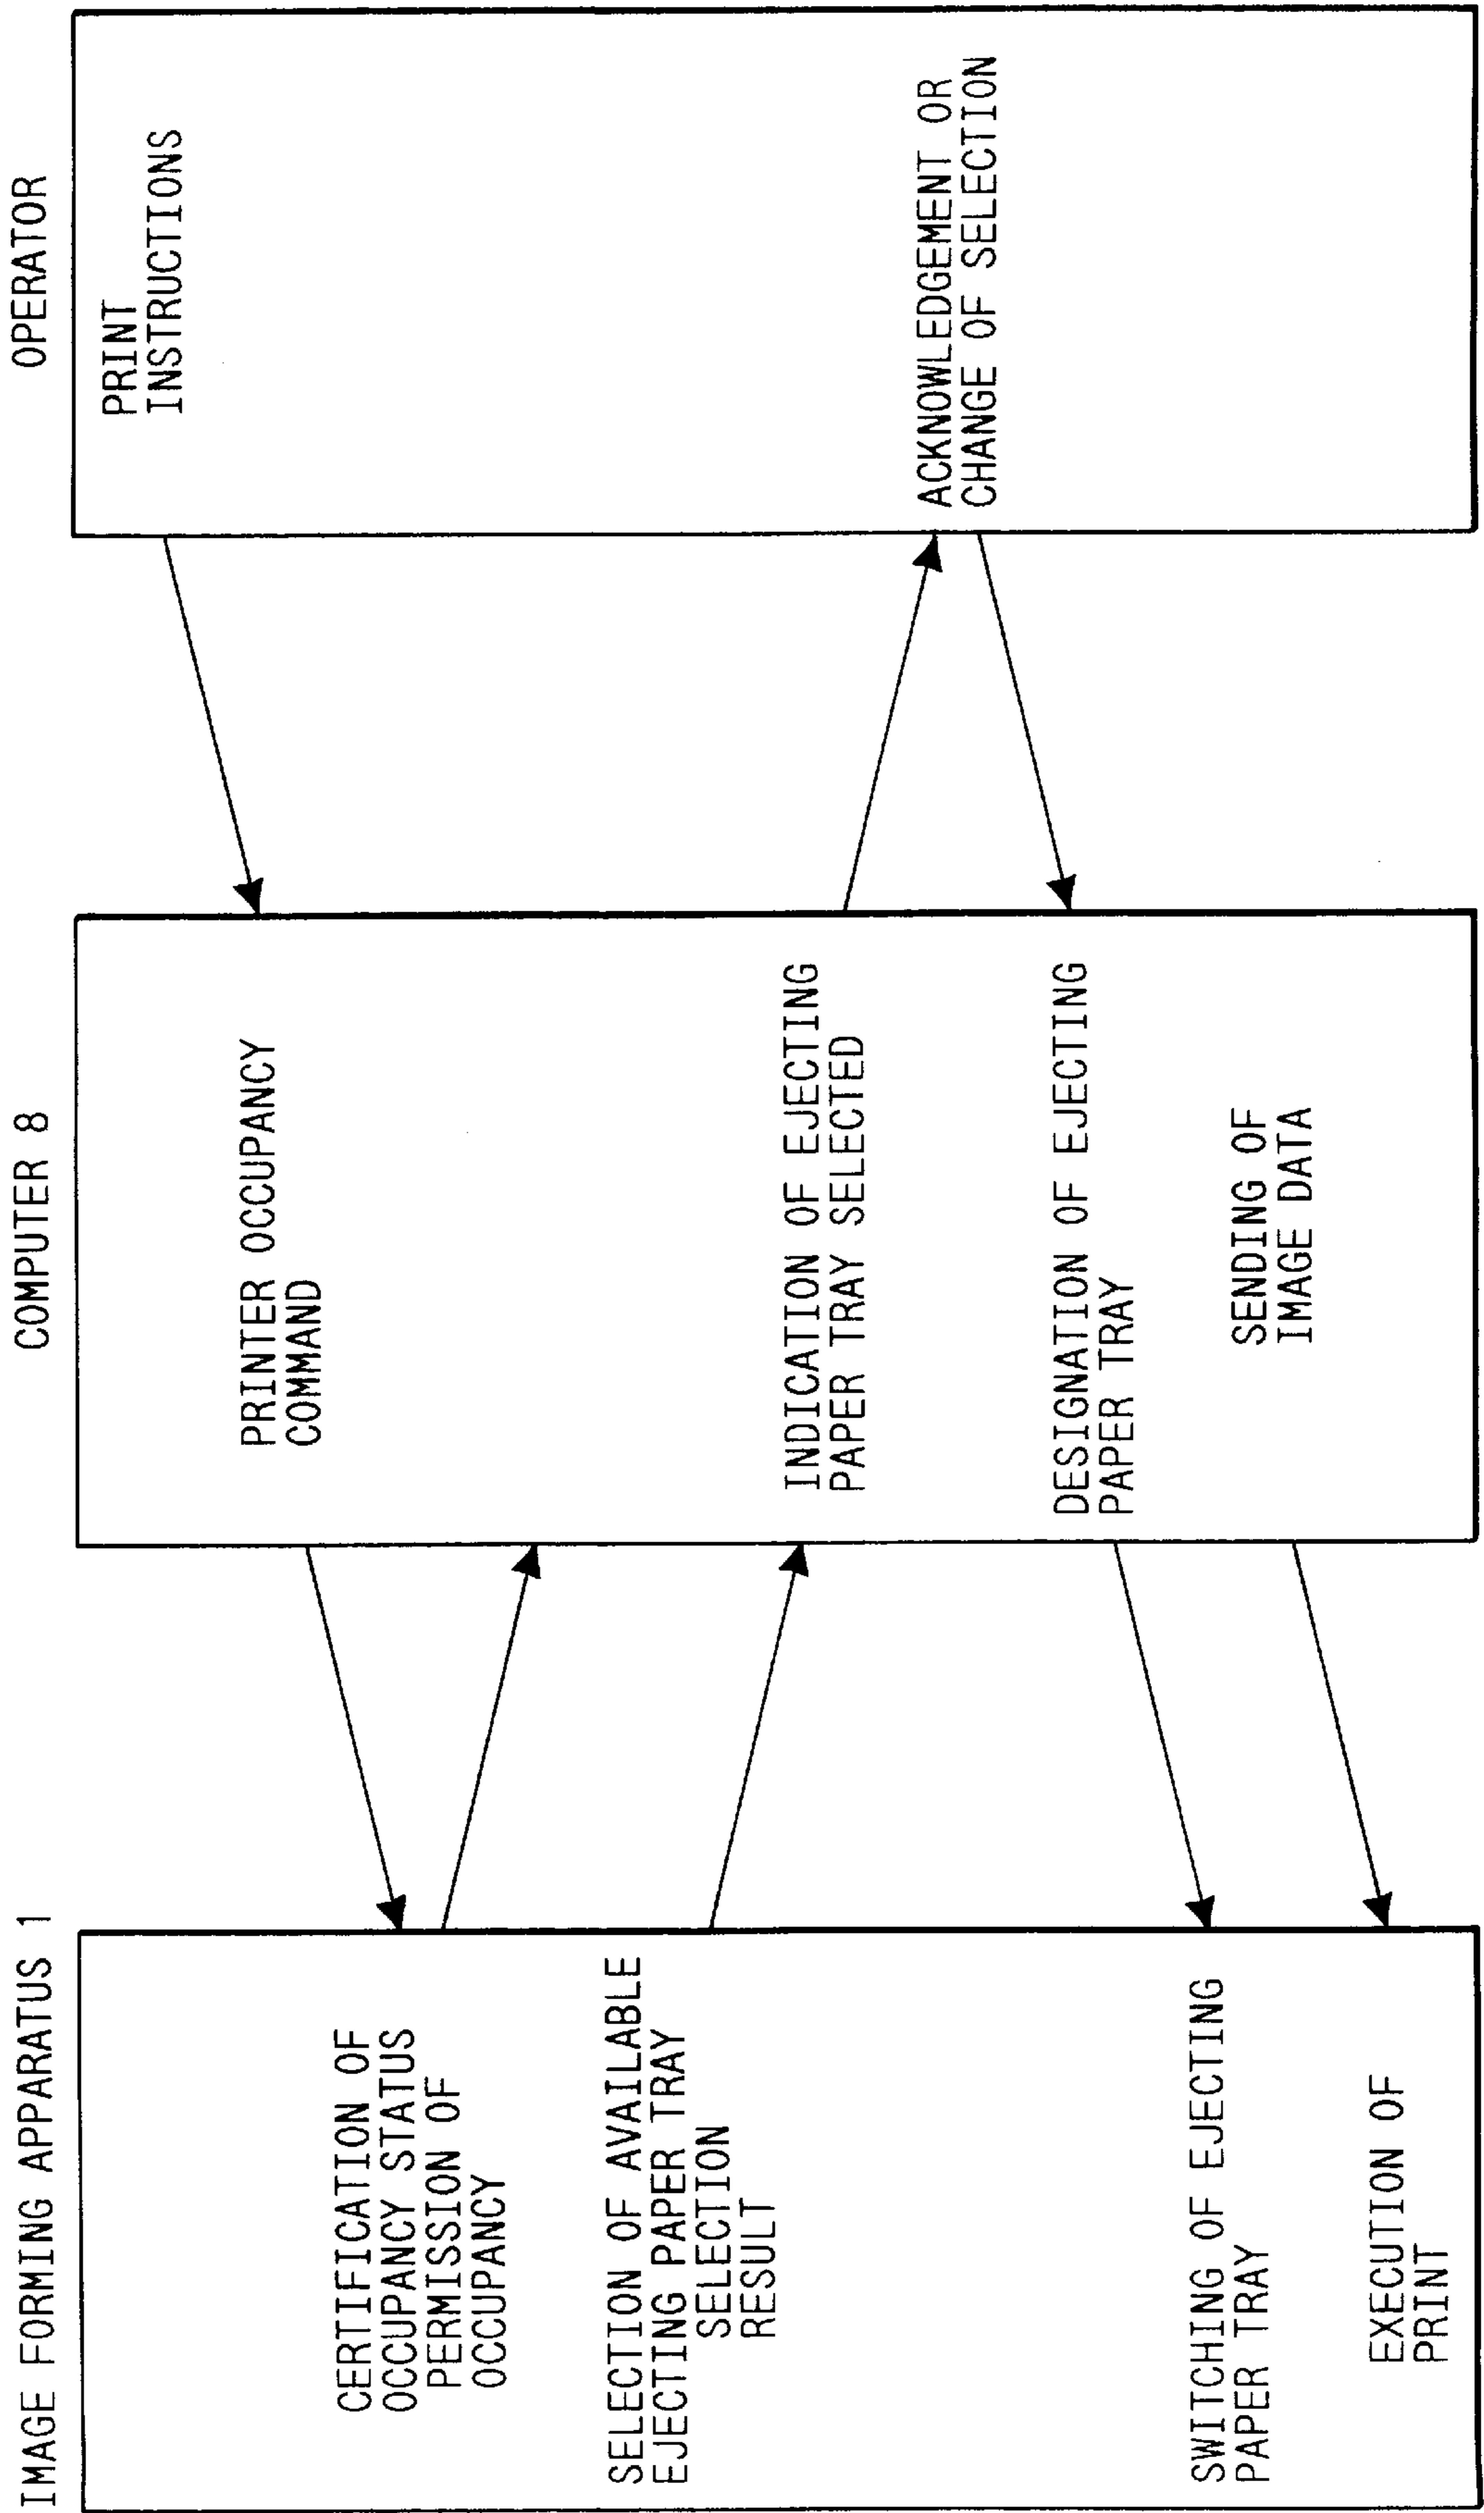 IMAGE FORMING APPARATUS 1
CERTIFICATION OF
OCCUPANCY STATUS
PERMISSION OF
OCCUPANCY
SELECTION OF AVAILABLE
EJECTING PAPER TRAY
SELECTION
RESULT
SWITCHING OF EJECTING
PAPER TRAY
EXECUTION OF
PRINT
COMPUTER 8
PRINTER OCCUPANCY
COMMAND
INDICATION OF EJECTING
PAPER TRAY SELECTED
DESIGNATION OF EJECTING
PAPER TRAY
SENDING OF
IMAGE DATA
OPERATOR
PRINT
INSTRUCTIONS
ACKNOWLEDGEMENT OR
CHANGE OF SELECTION